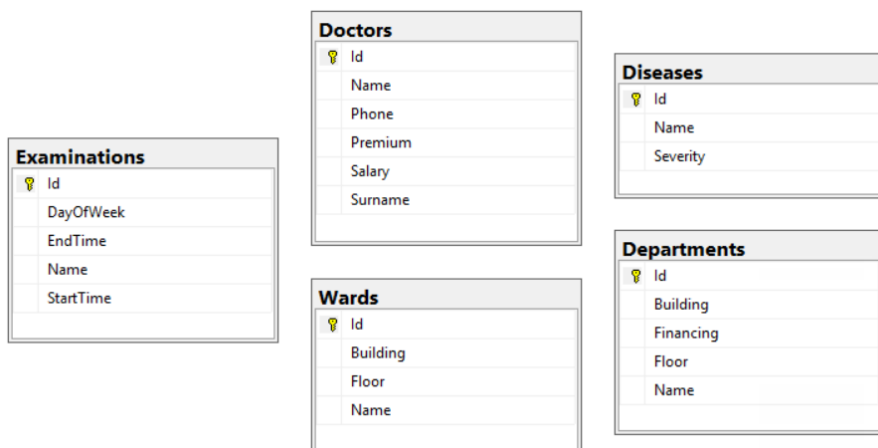 Examinations
Id
DayOfWeek
EndTime
Name
StartTime
Doctors
Id
Name
Phone
Premium
Salary
Surname
Wards
Id
Building
Floor
Name
Diseases
Id
Name
Severity
Departments
Id
Building
Financing
Floor
Name